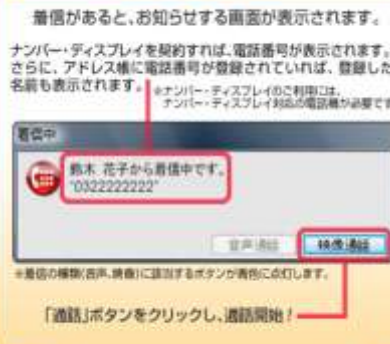 着信があると、お知らせする画面が表示されます。
ナンバー・ディスプレイを契約すれば、電話番号が表示されます。
さらに、アドレス帳に電話番号が登録されていれば、登録した
名前も表示されます。
※ナンバー・ディスプレイのご利用には、
ナンバー・ディスプレイ対応の電話機が必要です
着信中
鈴木 花子から着信中です。
"0322222222"
音声通話
映像通話
※着信の種類(音声、映像)に該当するボタンが青色に点灯します。
「通話」ボタンをクリックし、通話開始!